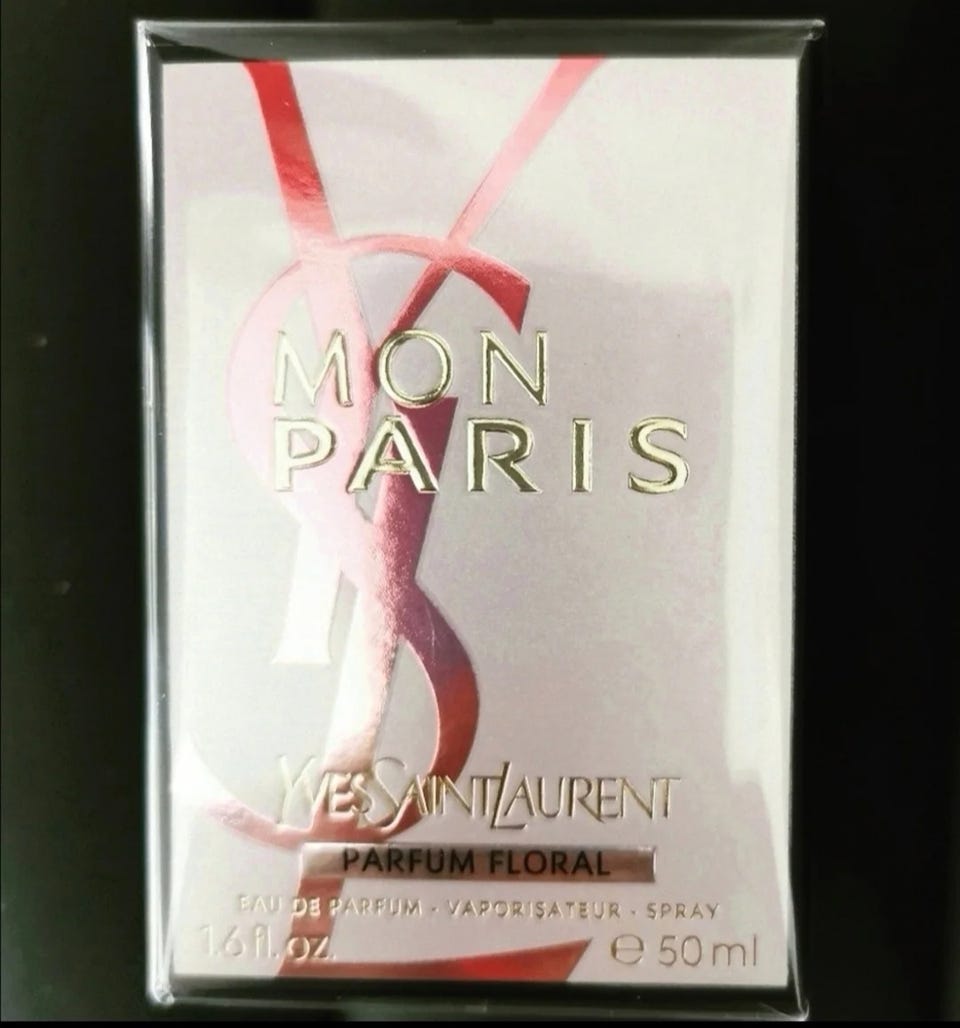 MON
PARIS
YVES SAINT LAURENT
PARFUM FLORAL
EAU DE PARFUM - VAPORISATEUR - SPRAY
1.6 fl. oz. ℮ 50 ml